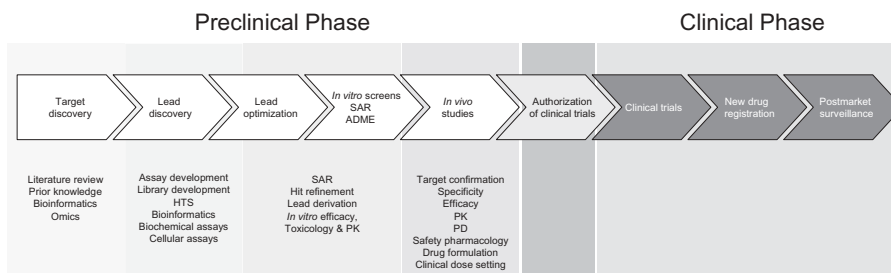 Preclinical Phase
Clinical Phase
Target
discovery
Lead
discovery
Lead
optimization
In vitro screens
SAR
ADME
In vivo
studies
Authorization
of clinical trials
Clinical trials
New drug
registration
Postmarket
surveillance
Literature review
Prior knowledge
Bioinformatics
Omics
Assay development
Library development
HTS
Bioinformatics
Biochemical assays
Cellular assays
SAR
Hit refinement
Lead derivation
In vitro efficacy,
Toxicology & PK
Target confirmation
Specificity
Efficacy
PK
PD
Safety pharmacology
Drug formulation
Clinical dose setting